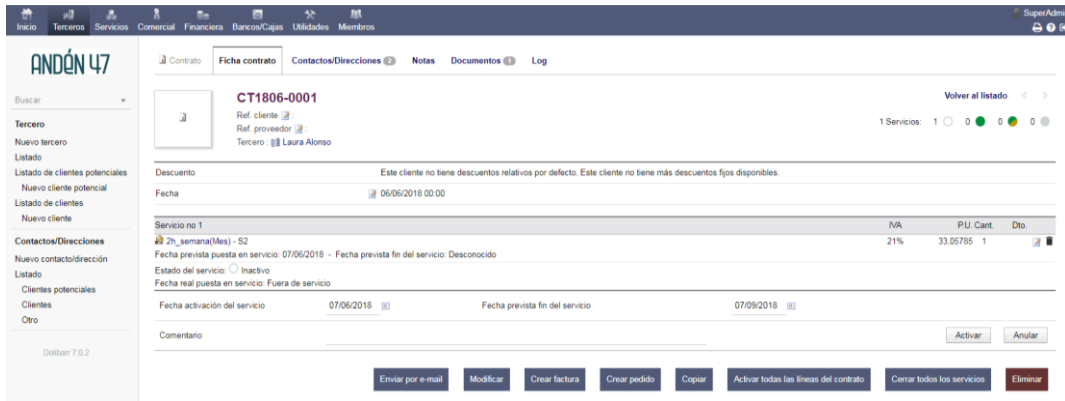 Inicio Terceros Servicios Comercial Financiera Bancos/Cajas Utilidades Miembros
SuperAdmi
ANDÉN 47
Contrato Ficha contrato Contactos/Direcciones 2 Notas Documentos 1 Log
Buscar
Tercero
Nuevo tercero
Listado
Listado de clientes potenciales
Nuevo cliente potencial
Listado de clientes
Nuevo cliente
Contactos/Direcciones
Nuevo contacto/dirección
Listado
Clientes potenciales
Clientes
Otro
Dolibarr 7.0.2
CT1806-0001
Ref. cliente :
Ref. proveedor :
Tercero : Laura Alonso
Volver al listado < >
1 Servicios: 1 0 0 0
Descuento Este cliente no tiene descuentos relativos por defecto. Este cliente no tiene más descuentos fijos disponibles.
Fecha 06/06/2018 00:00
Servicio no 1 IVA P.U. Cant. Dto.
2h_semana(Mes) - S2 21% 33,05785 1
Fecha prevista puesta en servicio: 07/06/2018 - Fecha prevista fin del servicio: Desconocido
Estado del servicio: Inactivo
Fecha real puesta en servicio: Fuera de servicio
Fecha activación del servicio 07/06/2018 Fecha prevista fin del servicio 07/09/2018
Comentario Activar Anular
Enviar por e-mail Modificar Crear factura Crear pedido Copiar Activar todas las líneas del contrato Cerrar todos los servicios Eliminar